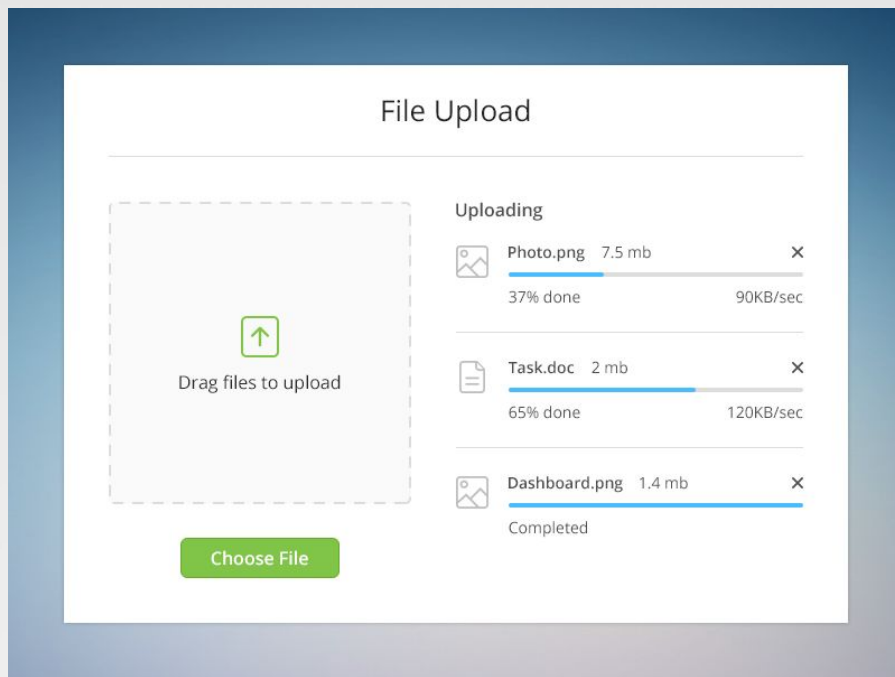 File Upload
Drag files to upload
Choose File
Uploading
Photo.png 7.5 mb
37% done 90KB/sec
Task.doc 2 mb
65% done 120KB/sec
Dashboard.png 1.4 mb
Completed